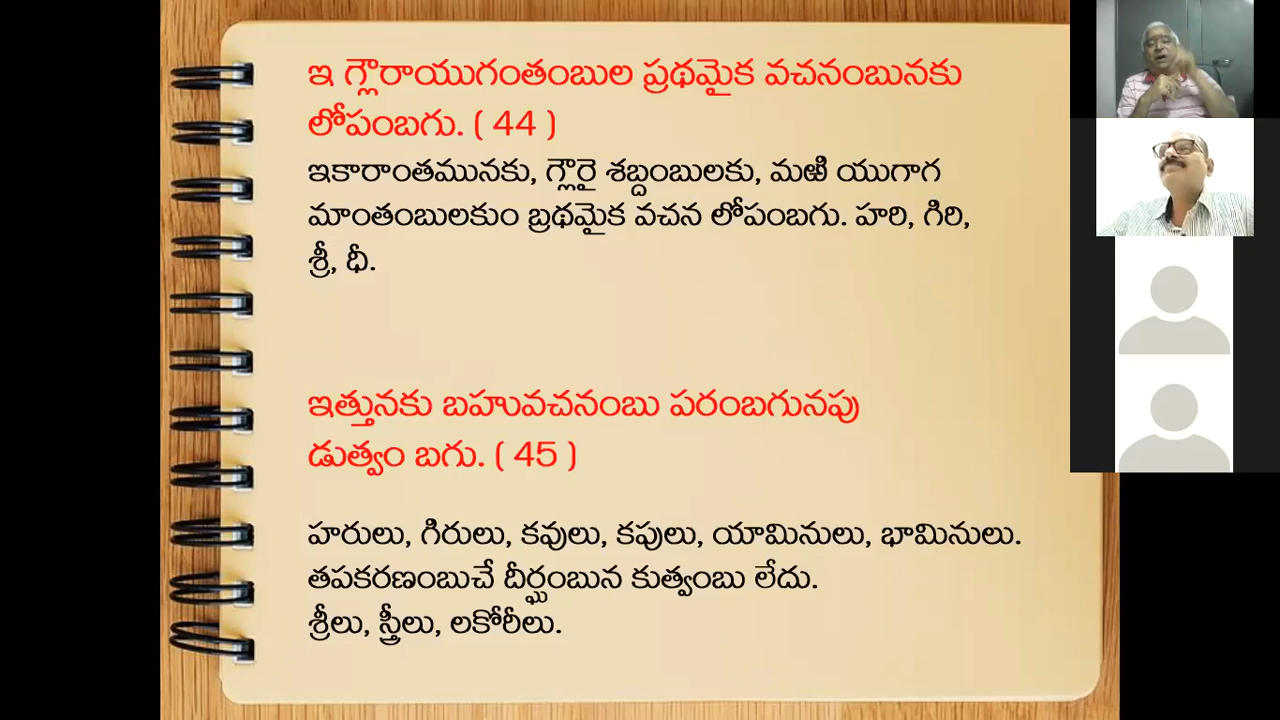 ఇ గ్లౌరాయుగంతంబుల ప్రథమైక వచనంబునకు
లోపంబగు. ( 44 )
ఇకారాంతమునకు, గ్లౌరై శబ్దంబులకు, మఱి యుగాగ
మాంతంబులకుం బ్రథమైక వచన లోపంబగు. హరి, గిరి,
శ్రీ, ధీ.
ఇత్తునకు బహువచనంబు పరంబగునపు
డుత్వం బగు. ( 45 )
హరులు, గిరులు, కవులు, కపులు, యామినులు, భామినులు.
తపకరణంబుచే దీర్ఘంబున కుత్వంబు లేదు.
శ్రీలు, స్త్రీలు, లకోరీలు.